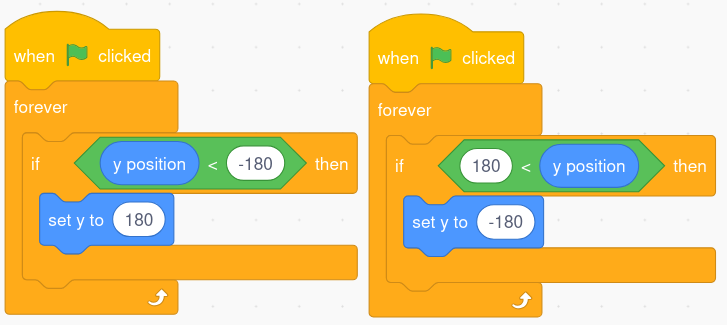 when clicked
forever
if y position < -180 then
set y to 180
when clicked
forever
if 180 < y position then
set y to -180